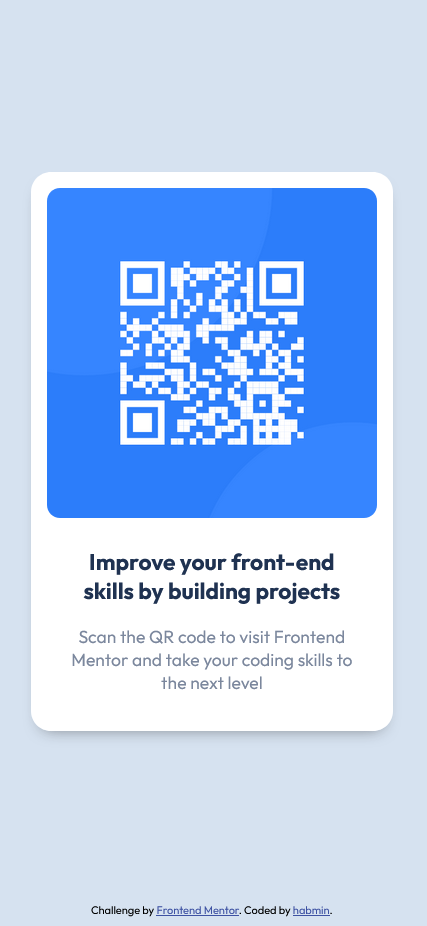 Improve your front-end
skills by building projects
Scan the QR code to visit Frontend
Mentor and take your coding skills to
the next level
Challenge by Frontend Mentor. Coded by habmin.